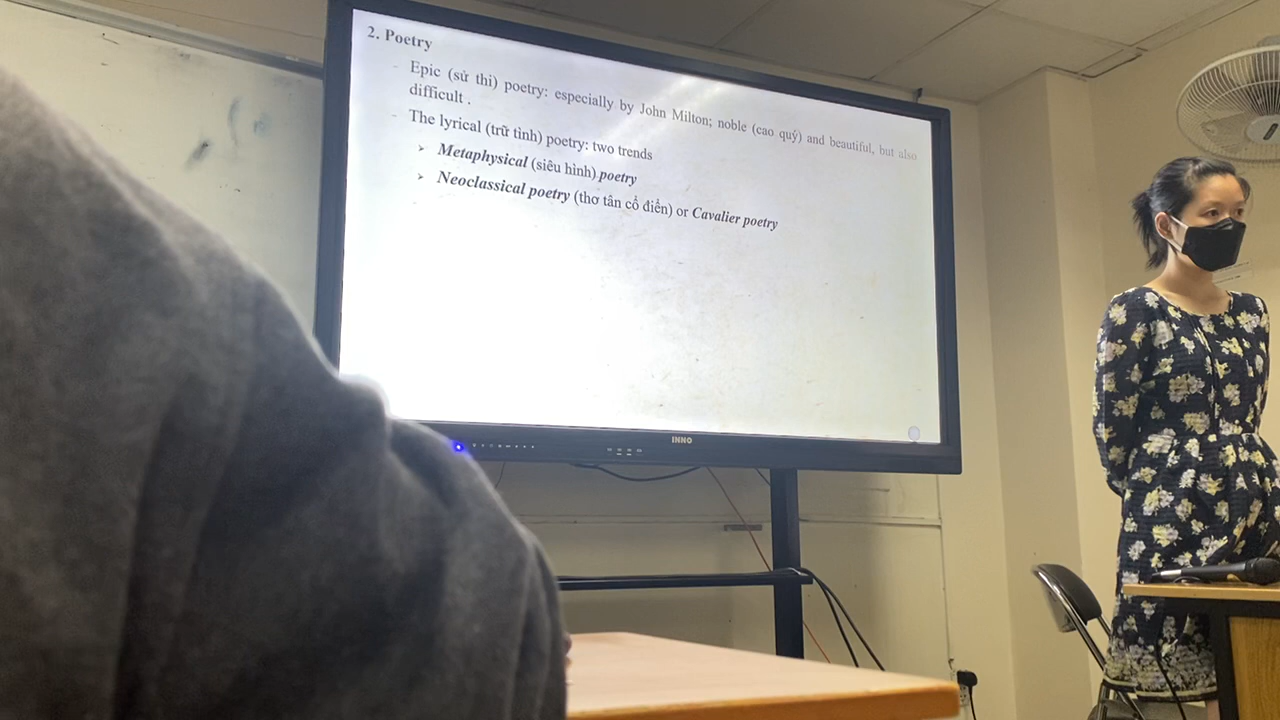 2. Poetry
- Epic (sử thi) poetry: especially by John Milton; noble (cao quý) and beautiful, but also
difficult .
- The lyrical (trữ tình) poetry: two trends
➢ Metaphysical (siêu hình) poetry
➢ Neoclassical poetry (thơ tân cổ điển) or Cavalier poetry
INNO